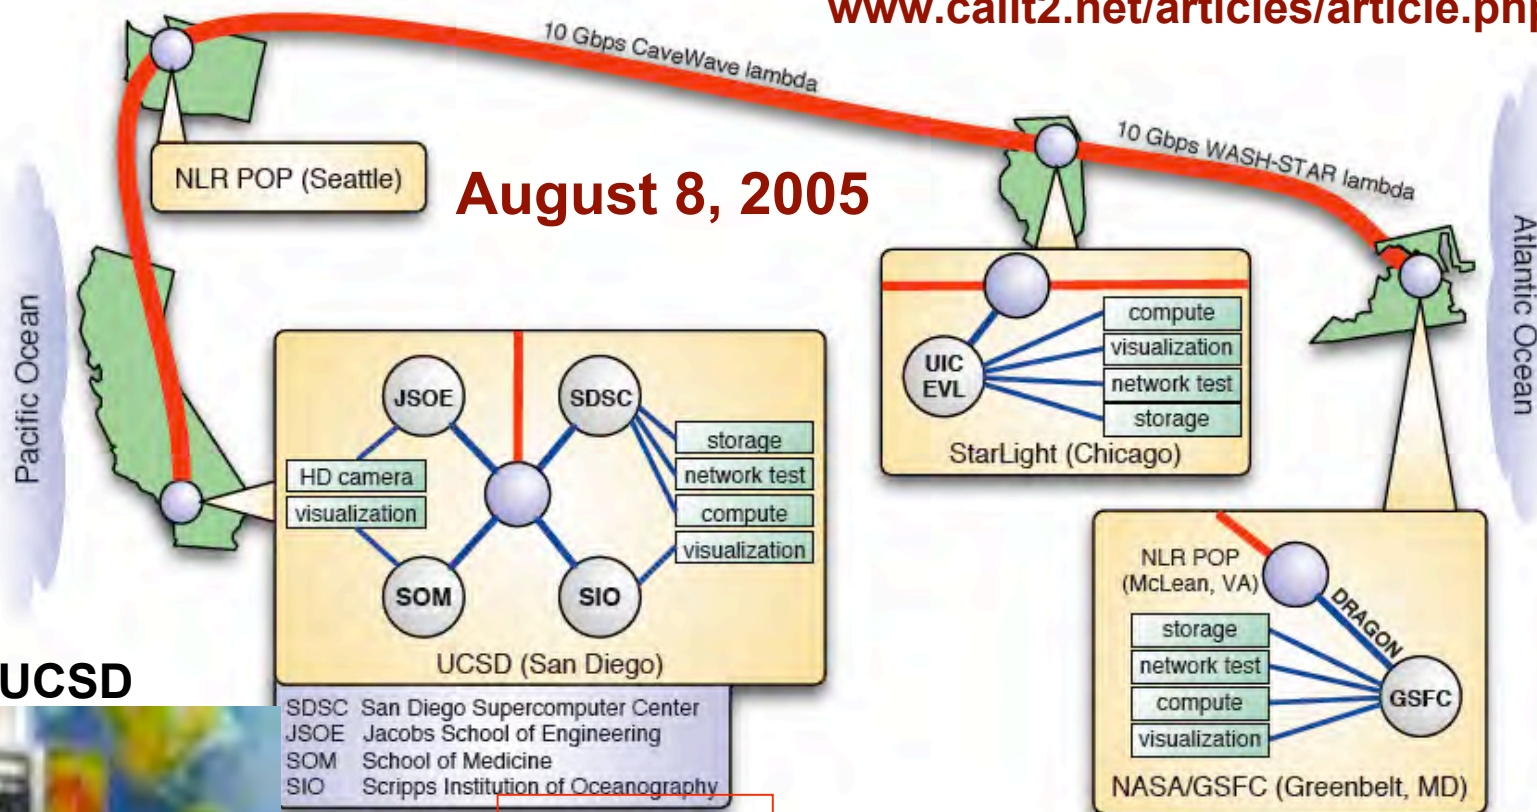 www.calit2.net/articles/article.php
10 Gbps CaveWave lambda
10 Gbps WASH-STAR lambda
NLR POP (Seattle)
August 8, 2005
Pacific Ocean
Atlantic Ocean
JSOE
SDSC
HD camera
visualization
storage
network test
compute
visualization
SOM
SIO
UCSD (San Diego)
UIC
EVL
compute
visualization
network test
storage
StarLight (Chicago)
NLR POP
(McLean, VA)
DRAGON
storage
network test
compute
visualization
GSFC
NASA/GSFC (Greenbelt, MD)
UCSD
SDSC San Diego Supercomputer Center
JSOE Jacobs School of Engineering
SOM School of Medicine
SIO Scripps Institution of Oceanography